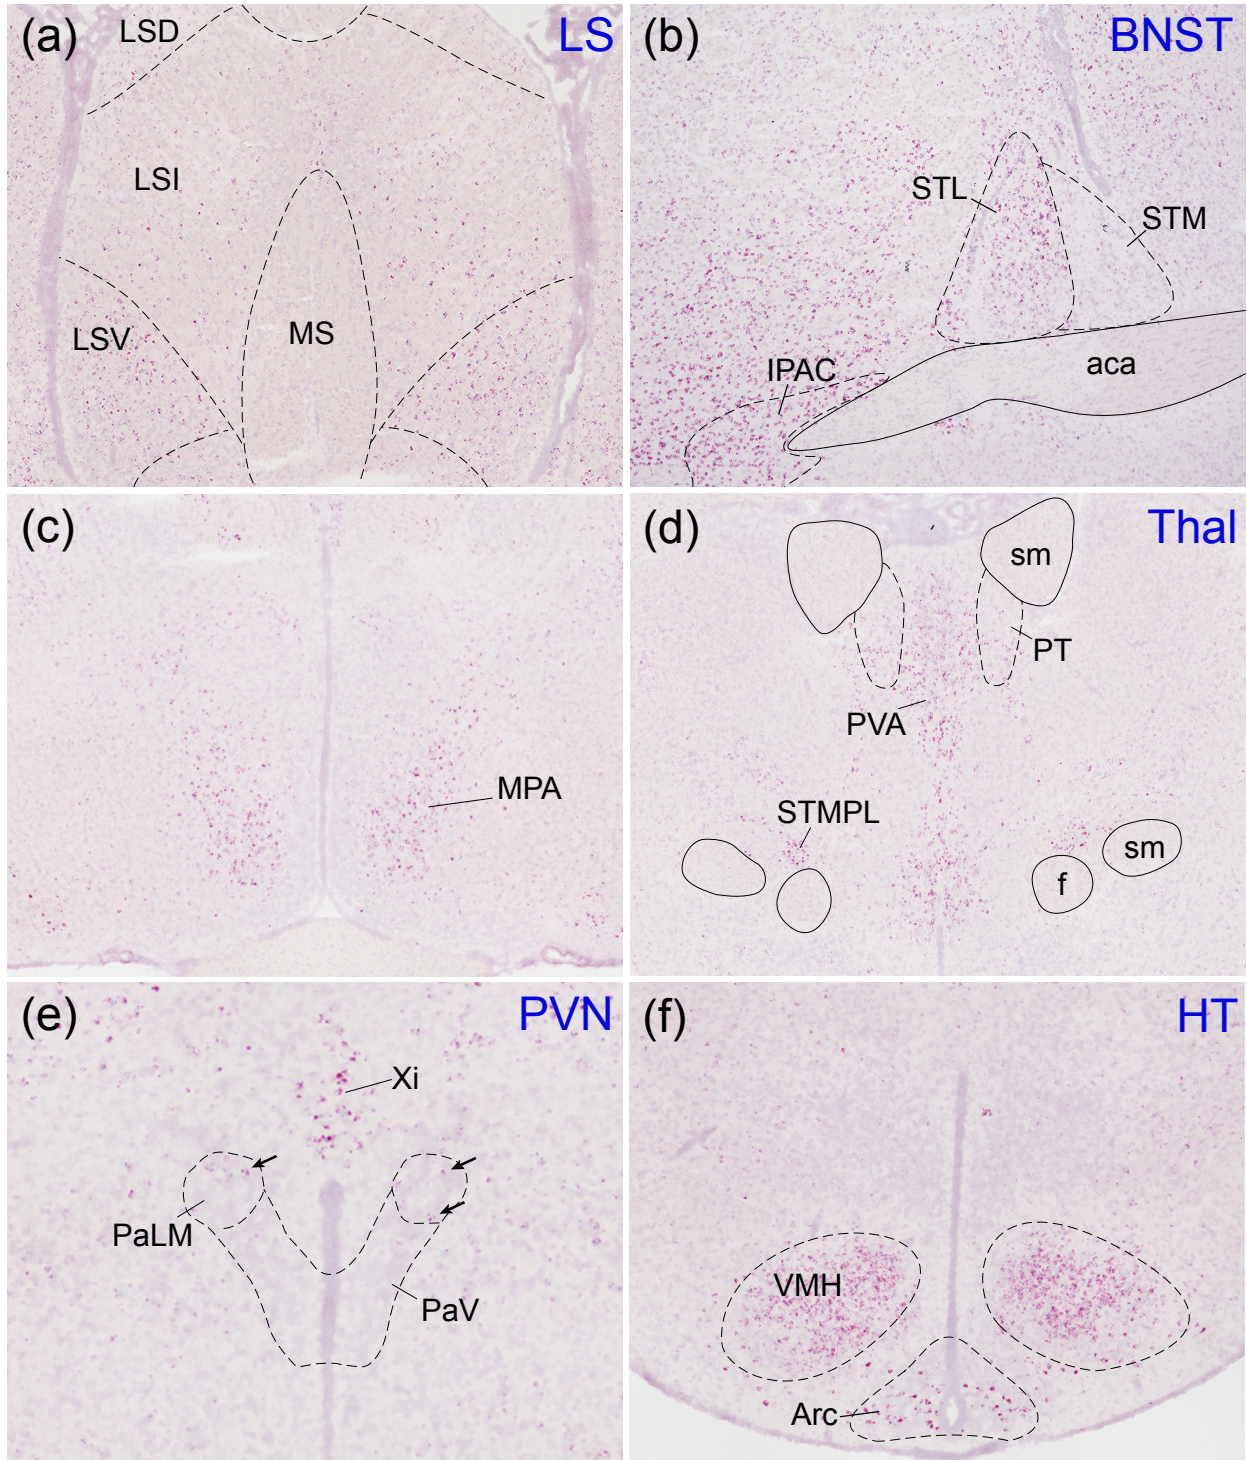 (a)
LS
LSD
LSI
LSV
MS
(b)
BNST
STL
STM
IPAC
aca
(c)
MPA
(d)
Thal
sm
PT
PVA
STMPL
sm
f
(e)
PVN
Xi
PaLM
PaV
(f)
HT
VMH
Arc